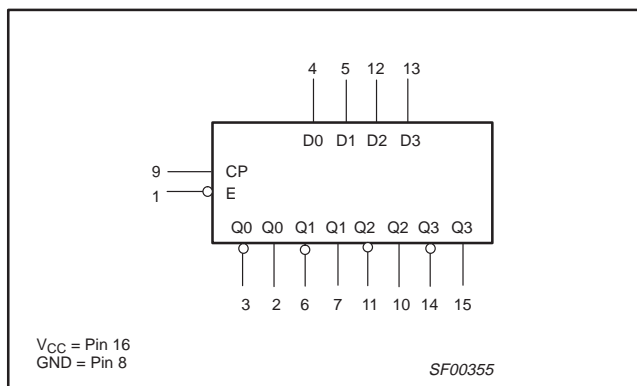 4 5 12 13
D0 D1 D2 D3
9 CP
1 E
Q0 Q0 Q1 Q1 Q2 Q2 Q3 Q3
3 2 6 7 11 10 14 15
VCC = Pin 16
GND = Pin 8
SF00355